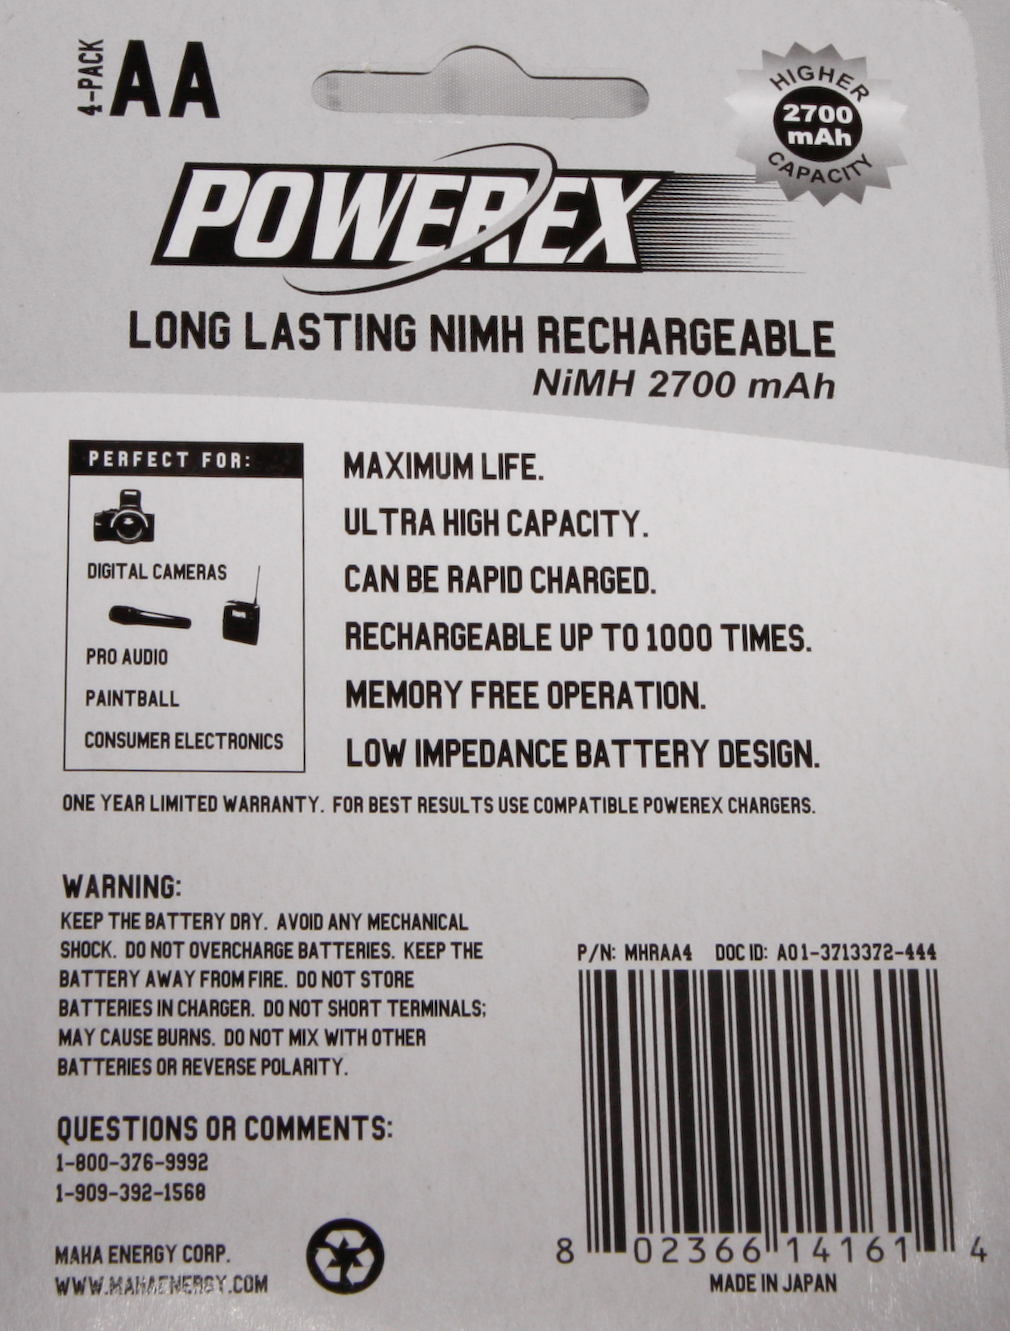 4-PACK AA
HIGHER
2700
mAh
CAPACITY
POWEREX
LONG LASTING NIMH RECHARGEABLE
NiMH 2700 mAh
PERFECT FOR:
DIGITAL CAMERAS
PRO AUDIO
PAINTBALL
CONSUMER ELECTRONICS
MAXIMUM LIFE.
ULTRA HIGH CAPACITY.
CAN BE RAPID CHARGED.
RECHARGEABLE UP TO 1000 TIMES.
MEMORY FREE OPERATION.
LOW IMPEDANCE BATTERY DESIGN.
ONE YEAR LIMITED WARRANTY. FOR BEST RESULTS USE COMPATIBLE POWEREX CHARGERS.
WARNING:
KEEP THE BATTERY DRY. AVOID ANY MECHANICAL
SHOCK. DO NOT OVERCHARGE BATTERIES. KEEP THE
BATTERY AWAY FROM FIRE. DO NOT STORE
BATTERIES IN CHARGER. DO NOT SHORT TERMINALS;
MAY CAUSE BURNS. DO NOT MIX WITH OTHER
BATTERIES OR REVERSE POLARITY.
QUESTIONS OR COMMENTS:
1-800-376-9992
1-909-392-1568
MAHA ENERGY CORP.
WWW.MAHAENERGY.COM
P/N: MHRAA4 DOC ID: A01-3713372-444
8 02366 14161 4
MADE IN JAPAN